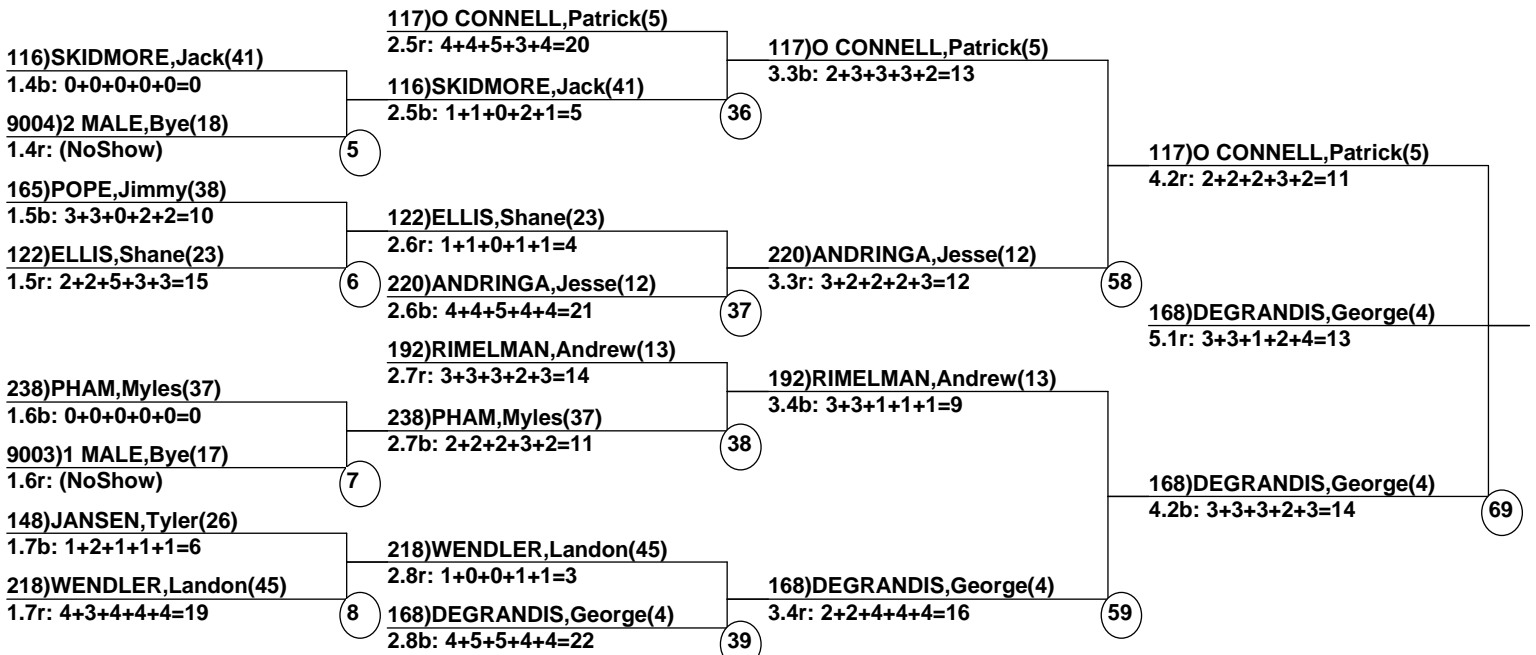 116)SKIDMORE,Jack(41)
1.4b: 0+0+0+0+0=0
9004)2 MALE,Bye(18)
1.4r: (NoShow)
5
165)POPE,Jimmy(38)
1.5b: 3+3+0+2+2=10
122)ELLIS,Shane(23)
1.5r: 2+2+5+3+3=15
6
238)PHAM,Myles(37)
1.6b: 0+0+0+0+0=0
9003)1 MALE,Bye(17)
1.6r: (NoShow)
7
148)JANSEN,Tyler(26)
1.7b: 1+2+1+1+1=6
218)WENDLER,Landon(45)
1.7r: 4+3+4+4+4=19
8
117)O CONNELL,Patrick(5)
2.5r: 4+4+5+3+4=20
116)SKIDMORE,Jack(41)
2.5b: 1+1+0+2+1=5
36
122)ELLIS,Shane(23)
2.6r: 1+1+0+1+1=4
220)ANDRINGA,Jesse(12)
2.6b: 4+4+5+4+4=21
37
192)RIMELMAN,Andrew(13)
2.7r: 3+3+3+2+3=14
238)PHAM,Myles(37)
2.7b: 2+2+2+3+2=11
38
218)WENDLER,Landon(45)
2.8r: 1+0+0+1+1=3
168)DEGRANDIS,George(4)
2.8b: 4+5+5+4+4=22
39
117)O CONNELL,Patrick(5)
3.3b: 2+3+3+3+2=13
220)ANDRINGA,Jesse(12)
3.3r: 3+2+2+2+3=12
58
192)RIMELMAN,Andrew(13)
3.4b: 3+3+1+1+1=9
168)DEGRANDIS,George(4)
3.4r: 2+2+4+4+4=16
59
117)O CONNELL,Patrick(5)
4.2r: 2+2+2+3+2=11
168)DEGRANDIS,George(4)
4.2b: 3+3+3+2+3=14
69
168)DEGRANDIS,George(4)
5.1r: 3+3+1+2+4=13